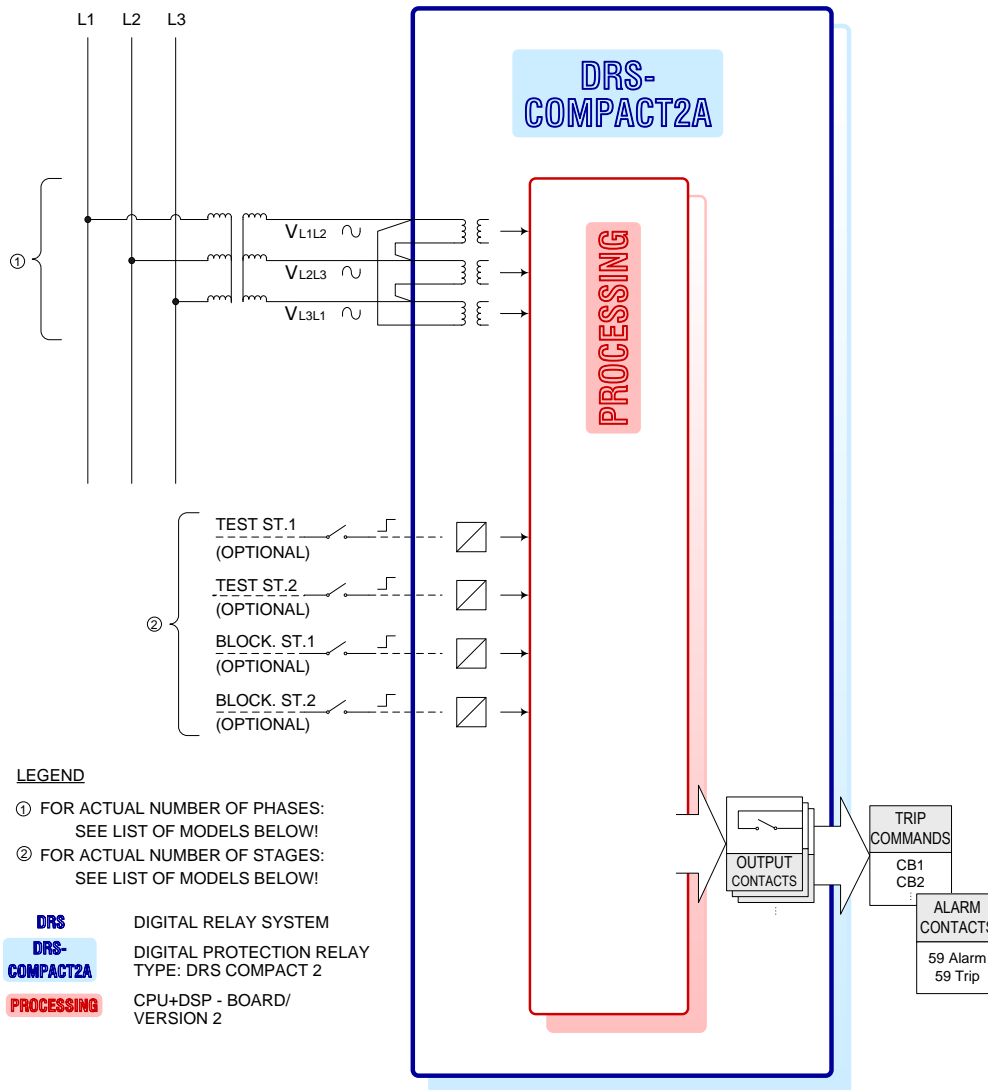 L1 L2 L3
DRS-
COMPACT2A
PROCESSING
①
VL1L2
VL2L3
VL3L1
②
TEST ST.1
(OPTIONAL)
TEST ST.2
(OPTIONAL)
BLOCK. ST.1
(OPTIONAL)
BLOCK. ST.2
(OPTIONAL)
OUTPUT
CONTACTS
TRIP
COMMANDS
CB1
CB2
ALARM
CONTACTS
59 Alarm
59 Trip
LEGEND
① FOR ACTUAL NUMBER OF PHASES:
SEE LIST OF MODELS BELOW!
② FOR ACTUAL NUMBER OF STAGES:
SEE LIST OF MODELS BELOW!
DRS DIGITAL RELAY SYSTEM
DRS-
COMPACT2A
DIGITAL PROTECTION RELAY
TYPE: DRS COMPACT 2
PROCESSING
CPU+DSP - BOARD/
VERSION 2